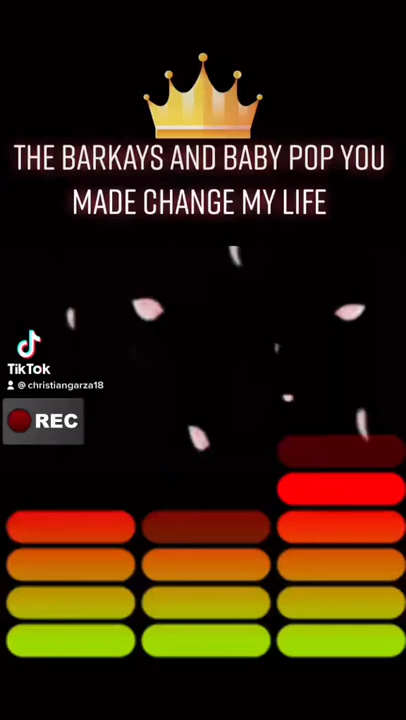 THE BARKAYS AND BABY POP YOU
MADE CHANGE MY LIFE
TikTok
@ christiangarza18
REC